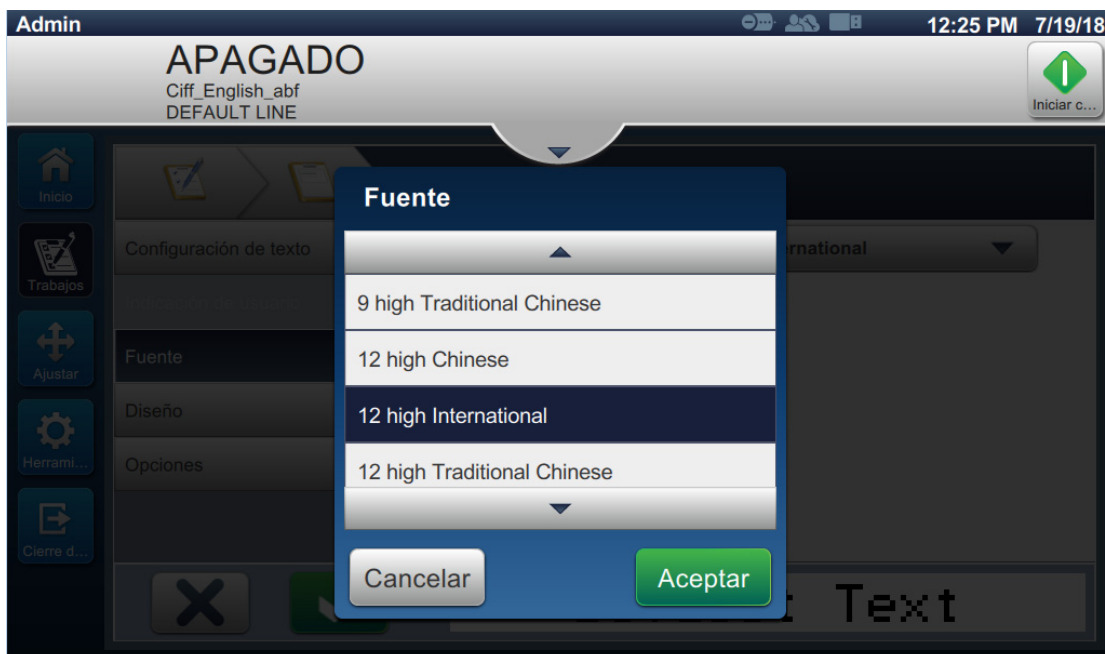 Admin 12:25 PM 7/19/18
APAGADO
Ciff_English_abf
DEFAULT LINE
Iniciar c...
Inicio
Trabajos
Ajustar
Herrami...
Cierre d...
Configuración de texto
Fuente
Diseño
Opciones
rnational
Fuente
9 high Traditional Chinese
12 high Chinese
12 high International
12 high Traditional Chinese
Cancelar
Aceptar
Text